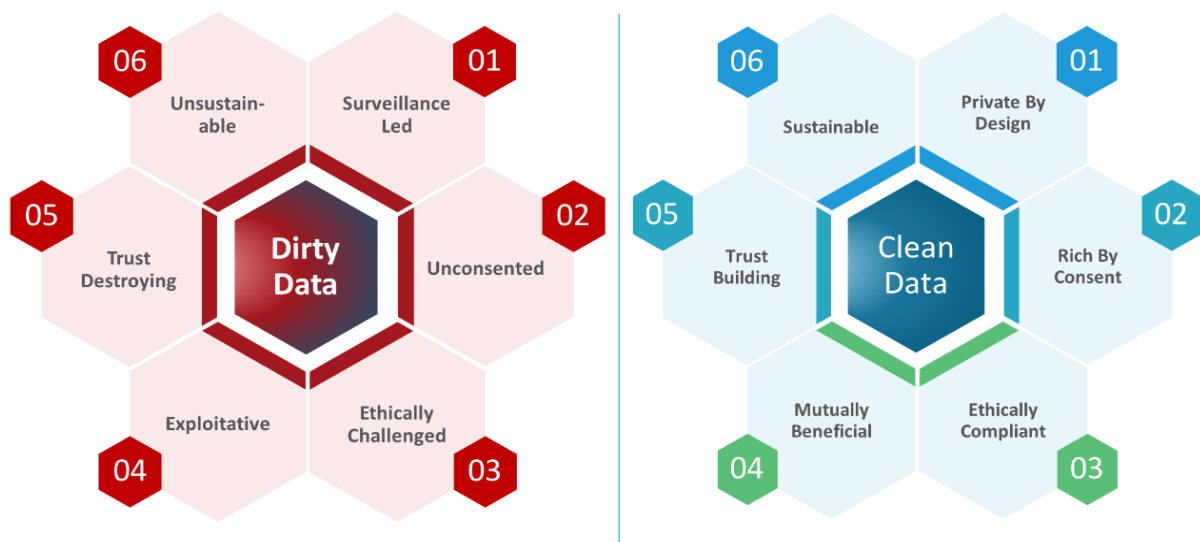 06
01
Unsustain-
able
Surveillance
Led
05
02
Dirty
Data
Trust
Destroying
Unconsented
Exploitative
Ethically
Challenged
04
03
06
01
Sustainable
Private By
Design
05
02
Clean
Data
Trust
Building
Rich By
Consent
Mutually
Beneficial
Ethically
Compliant
04
03